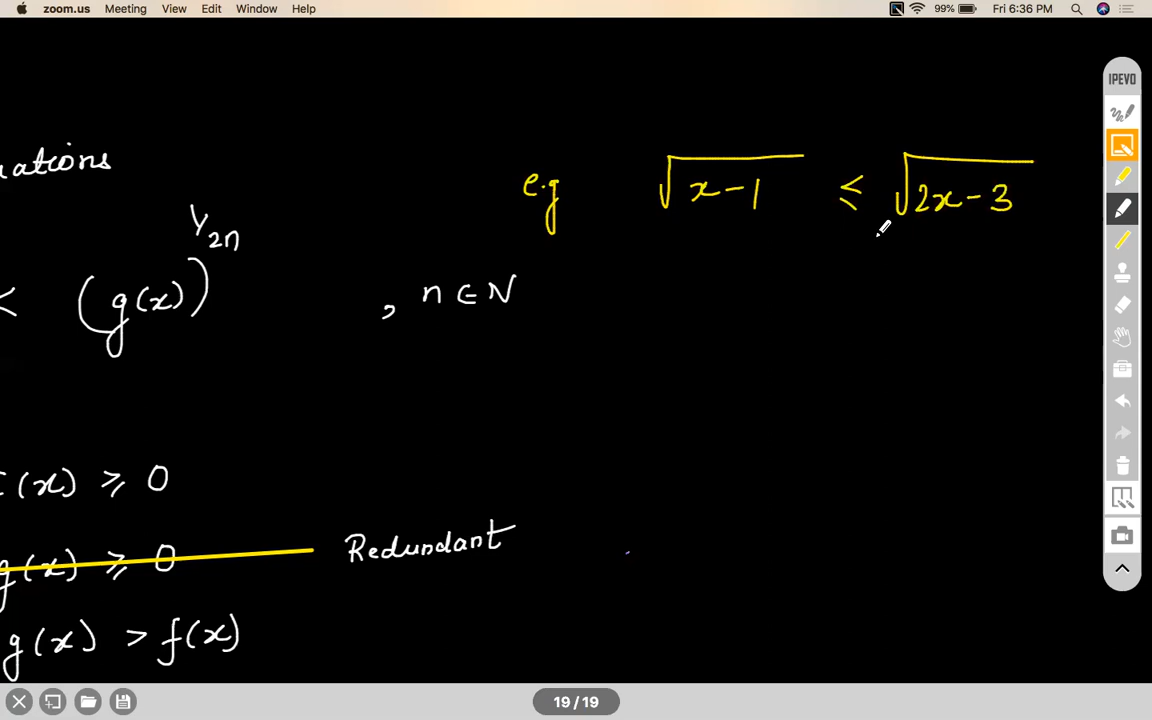 zoom.us Meeting View Edit Window Help 99% Fri 6:36 PM
IPEVO
uations
e.g √(x-1) ≤ √(2x-3)
< (g(x))^(1/2n) , n∈N
f(x) ≥ 0
g(x) ≥ 0 Redundant
g(x) > f(x)
19 / 19